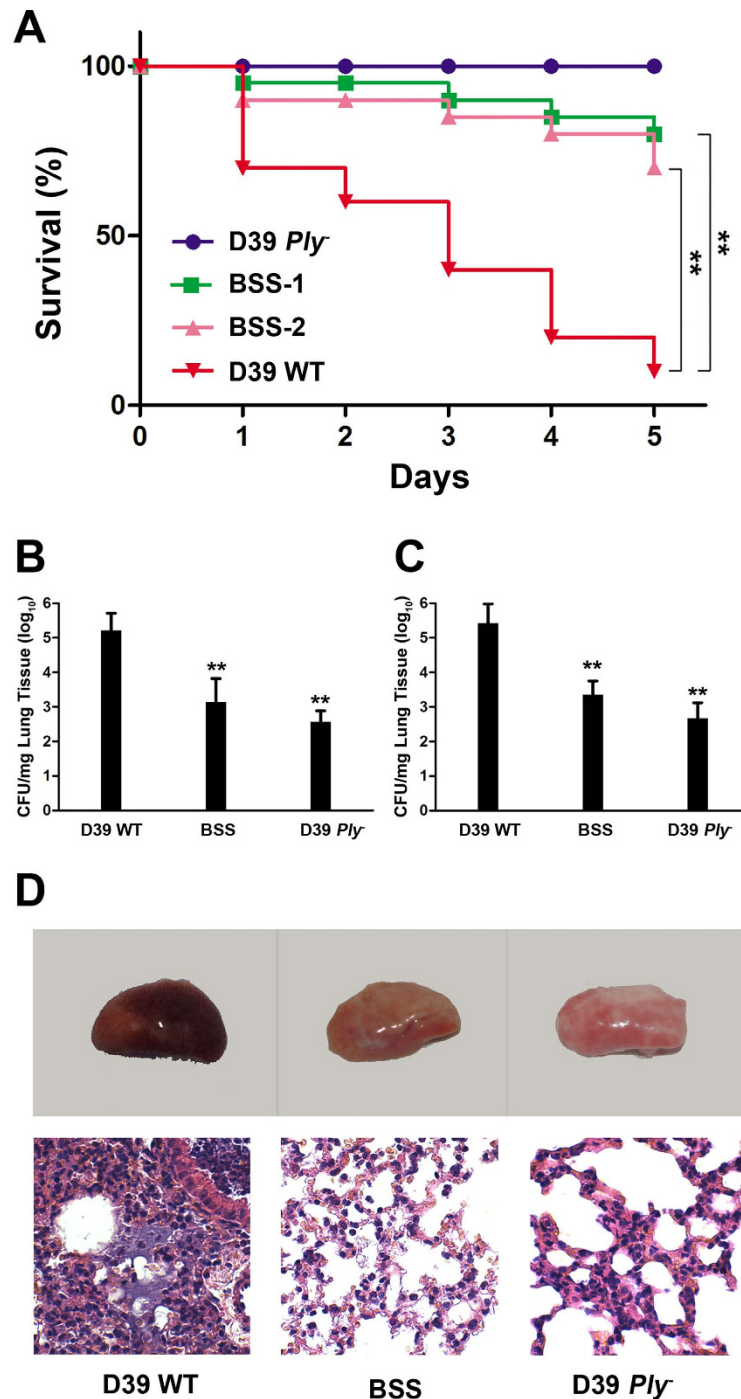 A
Survival (%)
100
50
0
D39 Ply-
BSS-1
BSS-2
D39 WT
**
**
0 1 2 3 4 5
Days
B
CFU/mg Lung Tissue (log10)
6
5
4
3
2
1
0
**
**
D39 WT BSS D39 Ply-
C
CFU/mg Lung Tissue (log10)
6
5
4
3
2
1
0
**
**
D39 WT BSS D39 Ply-
D
D39 WT BSS D39 Ply-